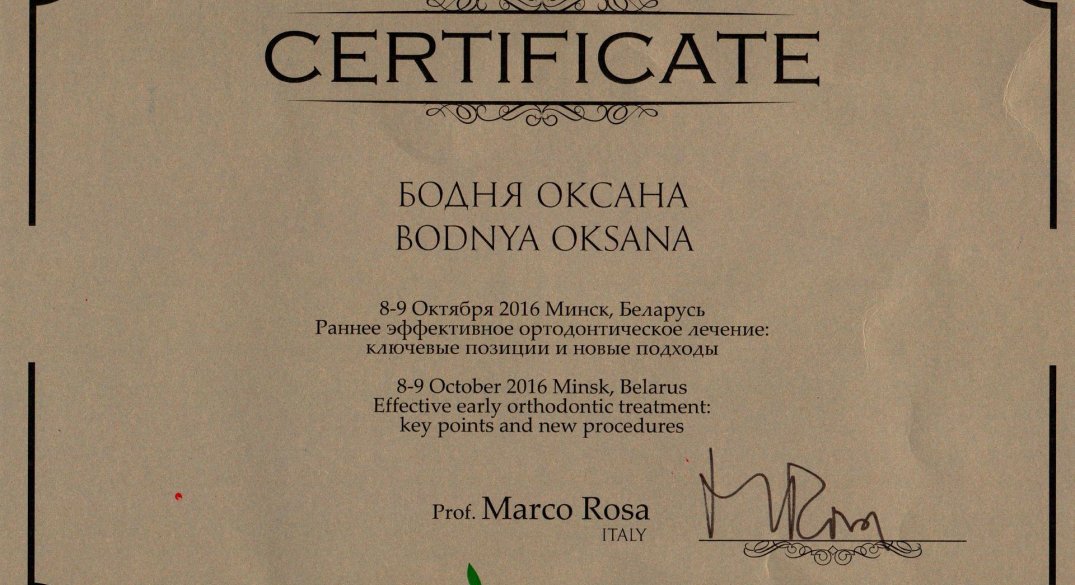 CERTIFICATE
БОДНЯ ОКСАНА
BODNYA OKSANA
8-9 Октября 2016 Минск, Беларусь
Раннее эффективное ортодонтическое лечение:
ключевые позиции и новые подходы
8-9 October 2016 Minsk, Belarus
Effective early orthodontic treatment:
key points and new procedures
Prof. Marco Rosa
ITALY
M Rosa